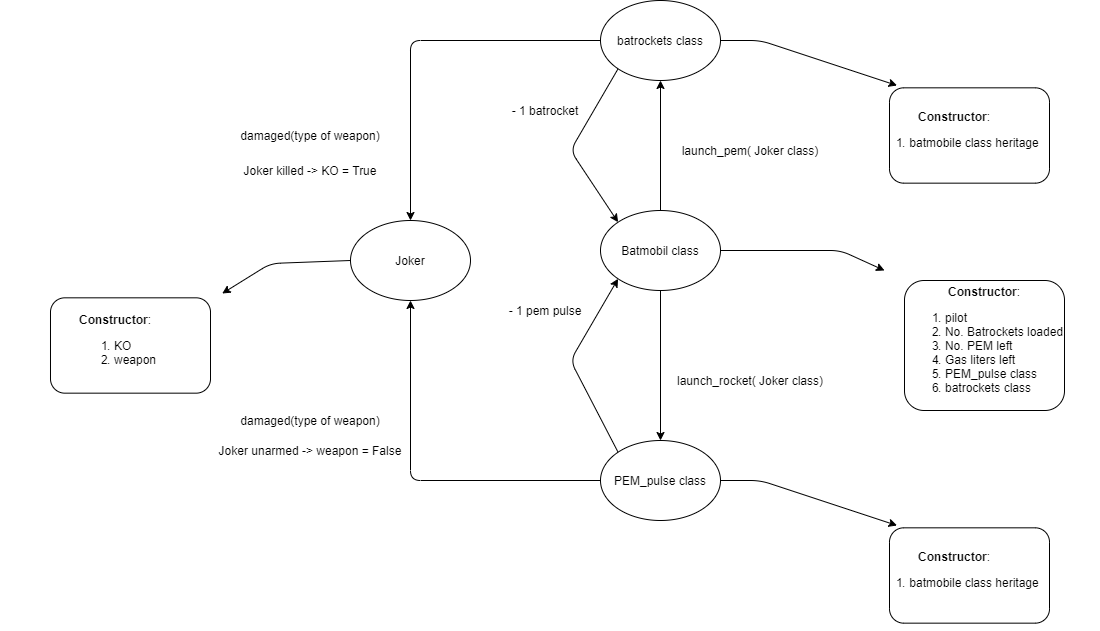 batrockets class
- 1 batrocket
damaged(type of weapon)
Joker killed -> KO = True
launch_pem( Joker class)
Constructor:
1. batmobile class heritage
Batmobil class
Joker
Constructor:
1. KO
2. weapon
- 1 pem pulse
Constructor:
1. pilot
2. No. Batrockets loaded
3. No. PEM left
4. Gas liters left
5. PEM_pulse class
6. batrockets class
launch_rocket( Joker class)
damaged(type of weapon)
Joker unarmed -> weapon = False
PEM_pulse class
Constructor:
1. batmobile class heritage